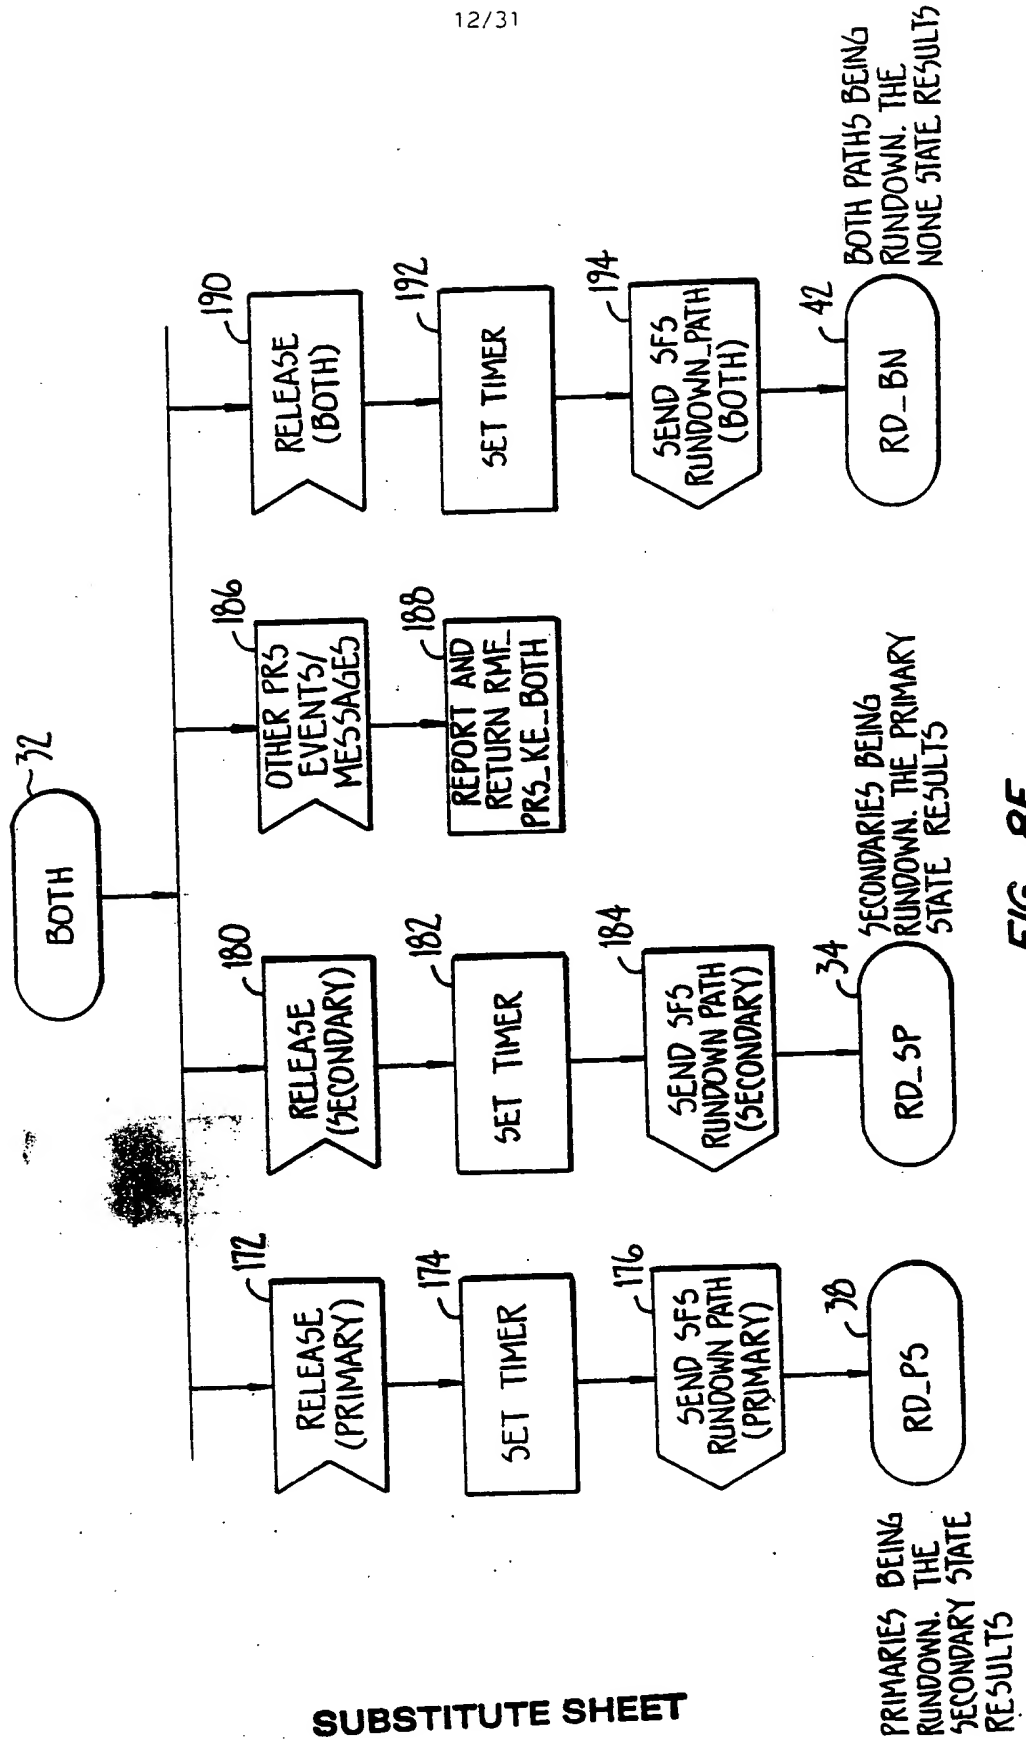 12/31
BOTH
32
RELEASE
(PRIMARY)
172
SET TIMER
174
SEND SFS
RUNDOWN PATH
(PRIMARY)
176
RD_PS
38
PRIMARIES BEING
RUNDOWN. THE
SECONDARY STATE
RESULTS
RELEASE
(SECONDARY)
180
SET TIMER
182
SEND SFS
RUNDOWN PATH
(SECONDARY)
184
RD_SP
34
SECONDARIES BEING
RUNDOWN. THE PRIMARY
STATE RESULTS
OTHER PRS
EVENTS/
MESSAGES
186
REPORT AND
RETURN RMF_
PRS_KE_BOTH
188
RELEASE
(BOTH)
190
SET TIMER
192
SEND SFS
RUNDOWN_PATH
(BOTH)
194
RD_BN
42
BOTH PATHS BEING
RUNDOWN. THE
NONE STATE RESULTS
FIG.
SUBSTITUTE SHEET